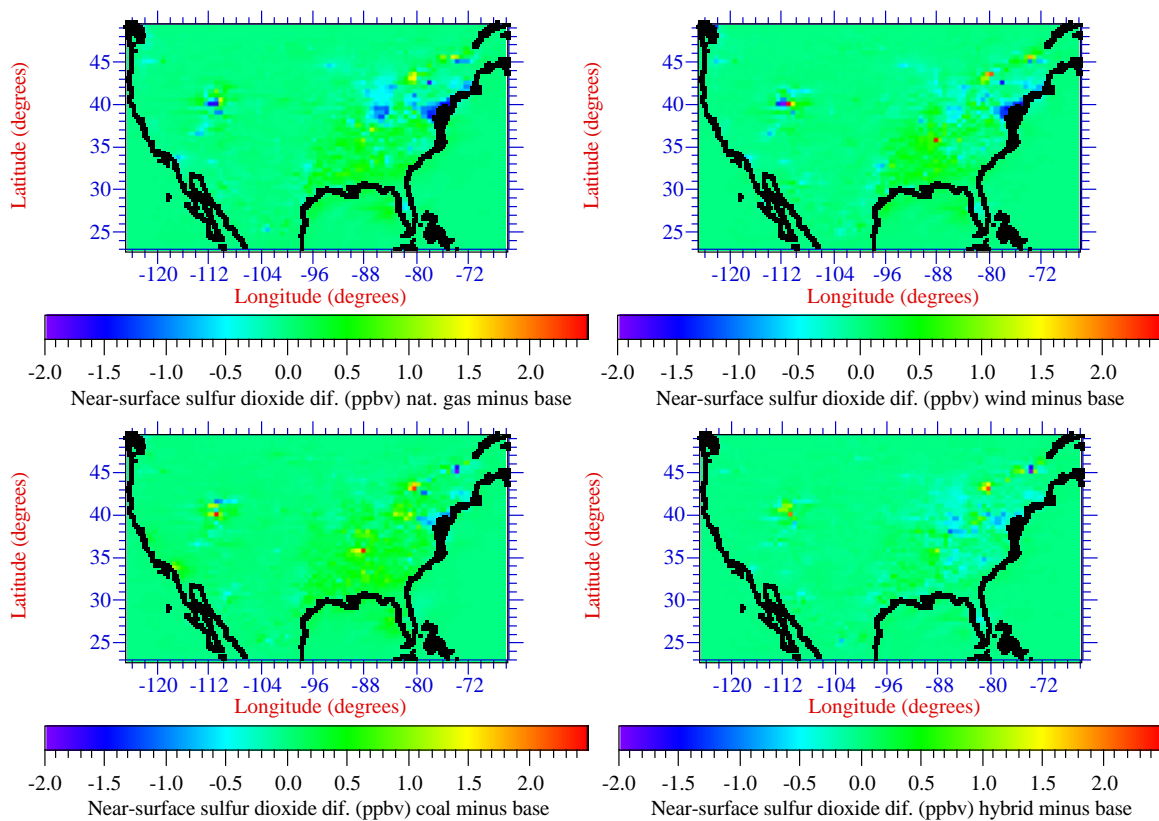 45
40
35
30
25
Latitude (degrees)
-120 -112 -104 -96 -88 -80 -72
Longitude (degrees)
-2.0 -1.5 -1.0 -0.5 0.0 0.5 1.0 1.5 2.0
Near-surface sulfur dioxide dif. (ppbv) nat. gas minus base
45
40
35
30
25
Latitude (degrees)
-120 -112 -104 -96 -88 -80 -72
Longitude (degrees)
-2.0 -1.5 -1.0 -0.5 0.0 0.5 1.0 1.5 2.0
Near-surface sulfur dioxide dif. (ppbv) wind minus base
45
40
35
30
25
Latitude (degrees)
-120 -112 -104 -96 -88 -80 -72
Longitude (degrees)
-2.0 -1.5 -1.0 -0.5 0.0 0.5 1.0 1.5 2.0
Near-surface sulfur dioxide dif. (ppbv) coal minus base
45
40
35
30
25
Latitude (degrees)
-120 -112 -104 -96 -88 -80 -72
Longitude (degrees)
-2.0 -1.5 -1.0 -0.5 0.0 0.5 1.0 1.5 2.0
Near-surface sulfur dioxide dif. (ppbv) hybrid minus base